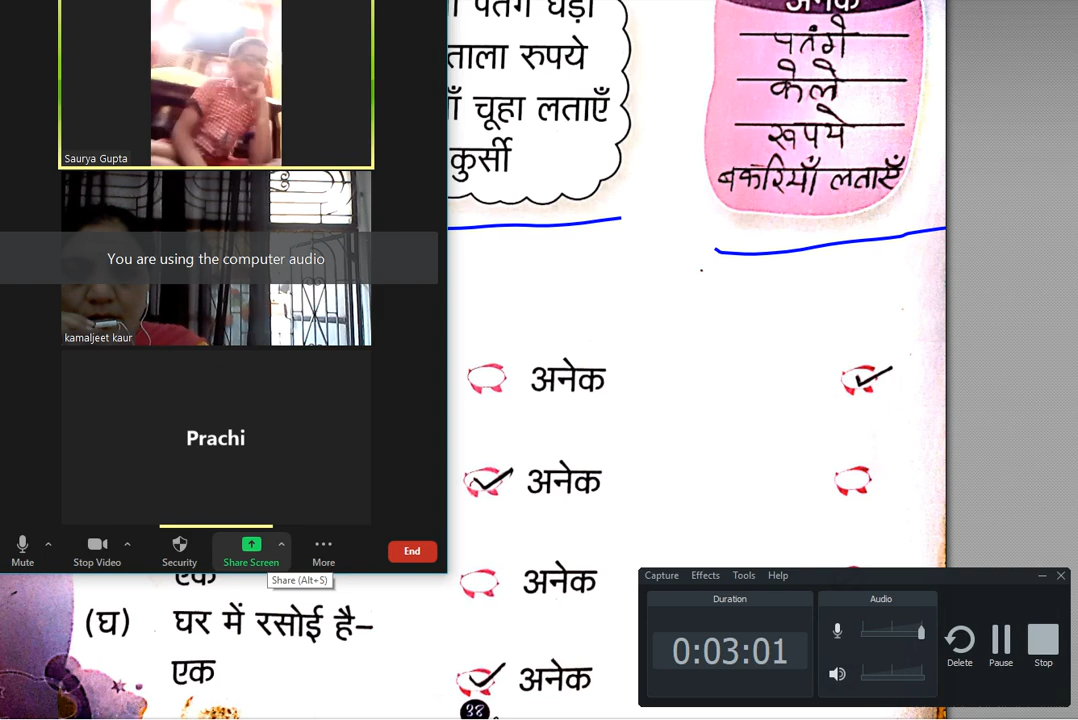 Saurya Gupta
You are using the computer audio
kamaljeet kaur
Prachi
Mute
Stop Video
Security
Share Screen
More
End
Share (Alt+S)
पतंग घड़ा
ताला रुपये
चूहा लताएँ
कुर्सी
अनेक
पतंगे
केले
रूपये
बकरियाँ लताएँ
अनेक
अनेक
अनेक
एक
(घ) घर में रसोई है–
एक
अनेक
Capture Effects Tools Help
Duration
Audio
0:03:01
Delete
Pause
Stop